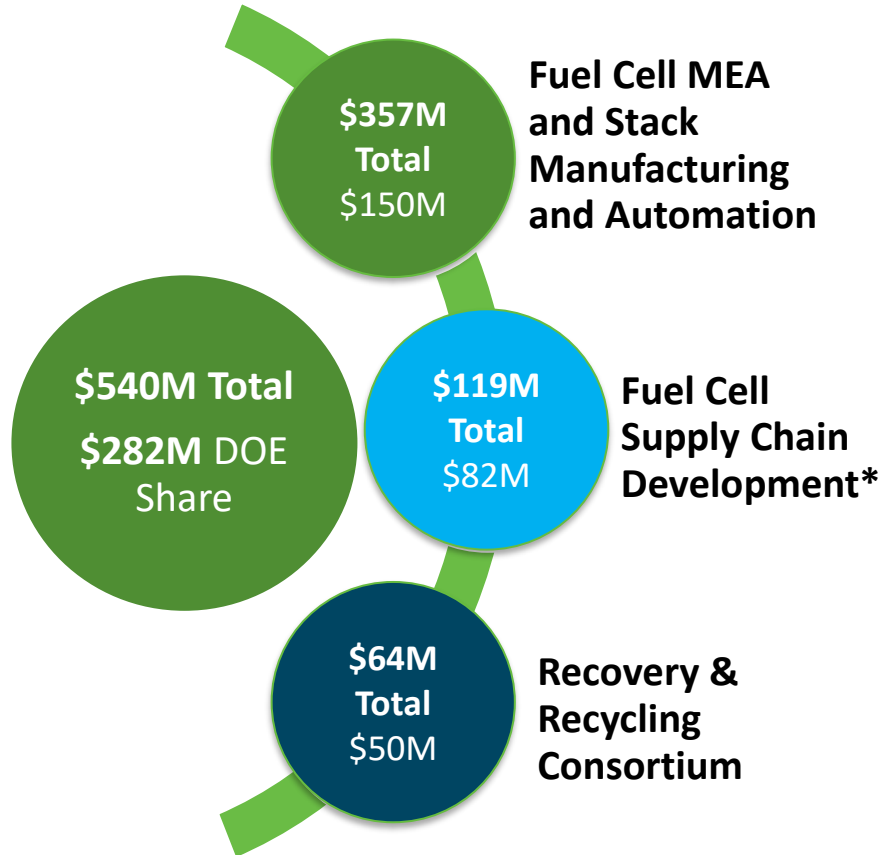 $357M
Total
$150M
Fuel Cell MEA
and Stack
Manufacturing
and Automation
$540M Total
$282M DOE
Share
$119M
Total
$82M
Fuel Cell
Supply Chain
Development*
$64M
Total
$50M
Recovery &
Recycling
Consortium